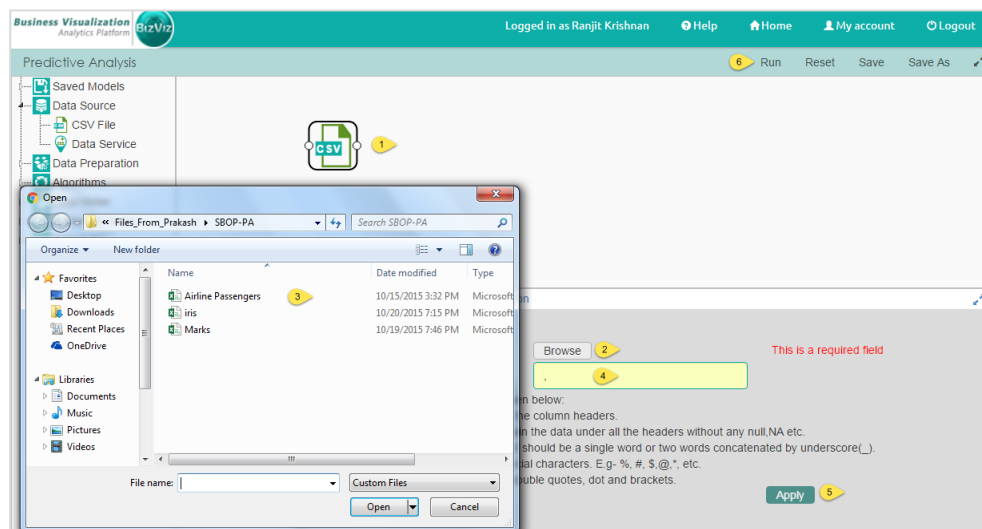 Business Visualization
Analytics Platform
BizViz
Logged in as Ranjit Krishnan
Help
Home
My account
Logout
Predictive Analysis
6
Run
Reset
Save
Save As
Saved Models
Data Source
CSV File
Data Service
Data Preparation
Algorithms
CSV
1
Open
« Files_From_Prakash
SBOP-PA
Search SBOP-PA
Organize
New folder
Favorites
Desktop
Downloads
Recent Places
OneDrive
Libraries
Documents
Music
Pictures
Videos
Name
Date modified
Type
Airline Passengers
3
10/15/2015 3:32 PM
Microsoft
iris
10/20/2015 7:15 PM
Microsoft
Marks
10/19/2015 7:46 PM
Microsoft
File name:
Custom Files
Open
Cancel
on
Browse
2
This is a required field
,
4
en below:
he column headers.
in the data under all the headers without any null,NA etc.
should be a single word or two words concatenated by underscore(_).
cial characters. E.g- %, #, $,@,*, etc.
ouble quotes, dot and brackets.
Apply
5